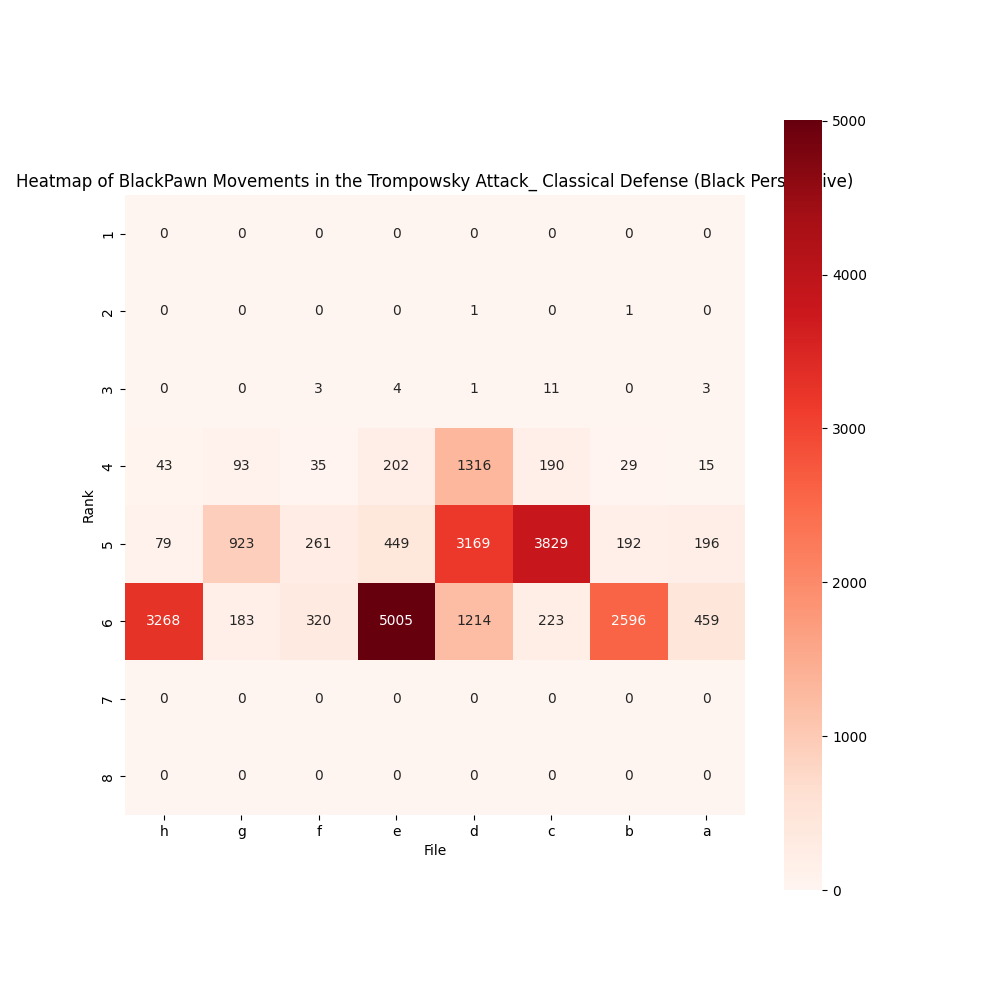 Heatmap of BlackPawn Movements in the Trompowsky Attack_ Classical Defense (Black Pers ive)
5000
4000
3000
2000
1000
0
Rank
1 0 0 0 0 0 0 0 0
2 0 0 0 0 1 0 1 0
3 0 0 3 4 1 11 0 3
4 43 93 35 202 1316 190 29 15
5 79 923 261 449 3169 3829 192 196
6 3268 183 320 5005 1214 223 2596 459
7 0 0 0 0 0 0 0 0
8 0 0 0 0 0 0 0 0
h g f e d c b a
File